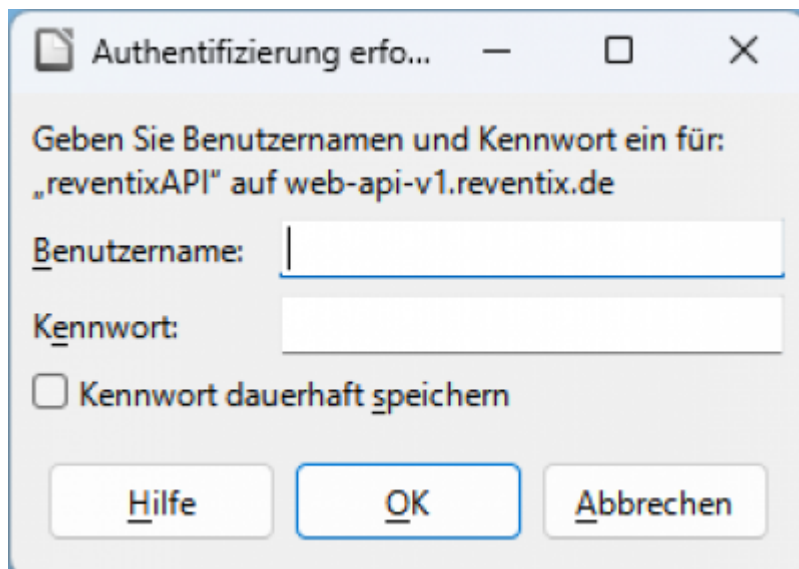 Authentifizierung erfo...
Geben Sie Benutzernamen und Kennwort ein für:
„reventixAPI“ auf web-api-v1.reventix.de
Benutzername:
Kennwort:
Kennwort dauerhaft speichern
Hilfe
OK
Abbrechen